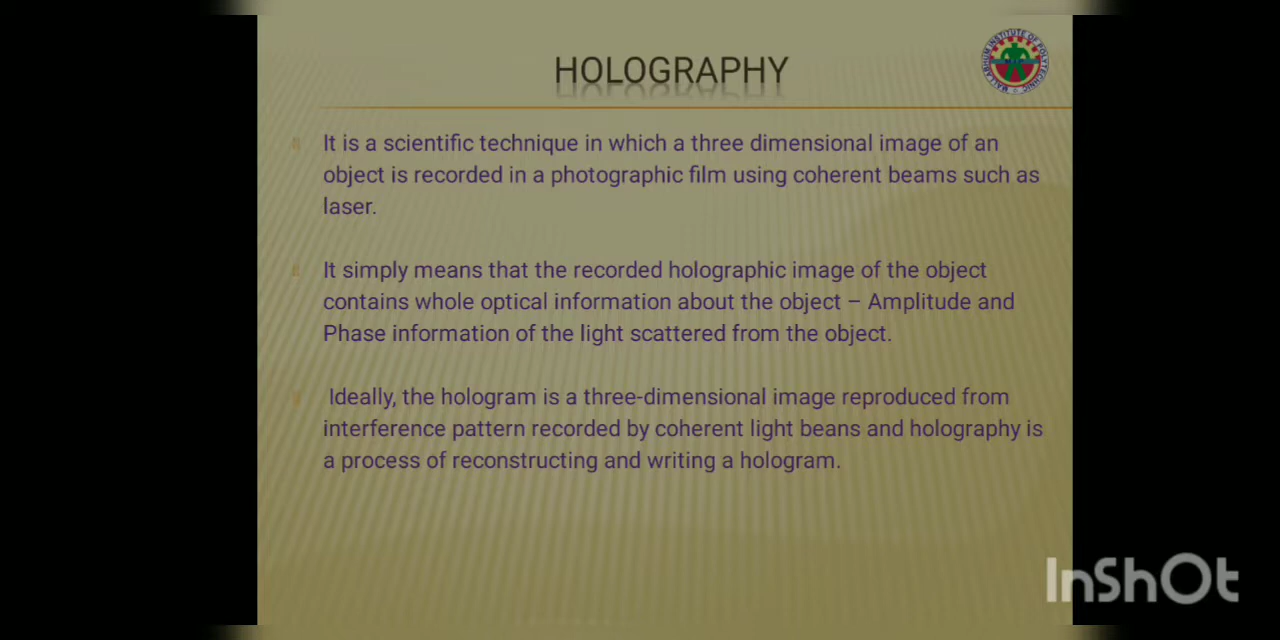 HOLOGRAPHY
It is a scientific technique in which a three dimensional image of an
object is recorded in a photographic film using coherent beams such as
laser.
It simply means that the recorded holographic image of the object
contains whole optical information about the object – Amplitude and
Phase information of the light scattered from the object.
Ideally, the hologram is a three-dimensional image reproduced from
interference pattern recorded by coherent light beans and holography is
a process of reconstructing and writing a hologram.
InShOt